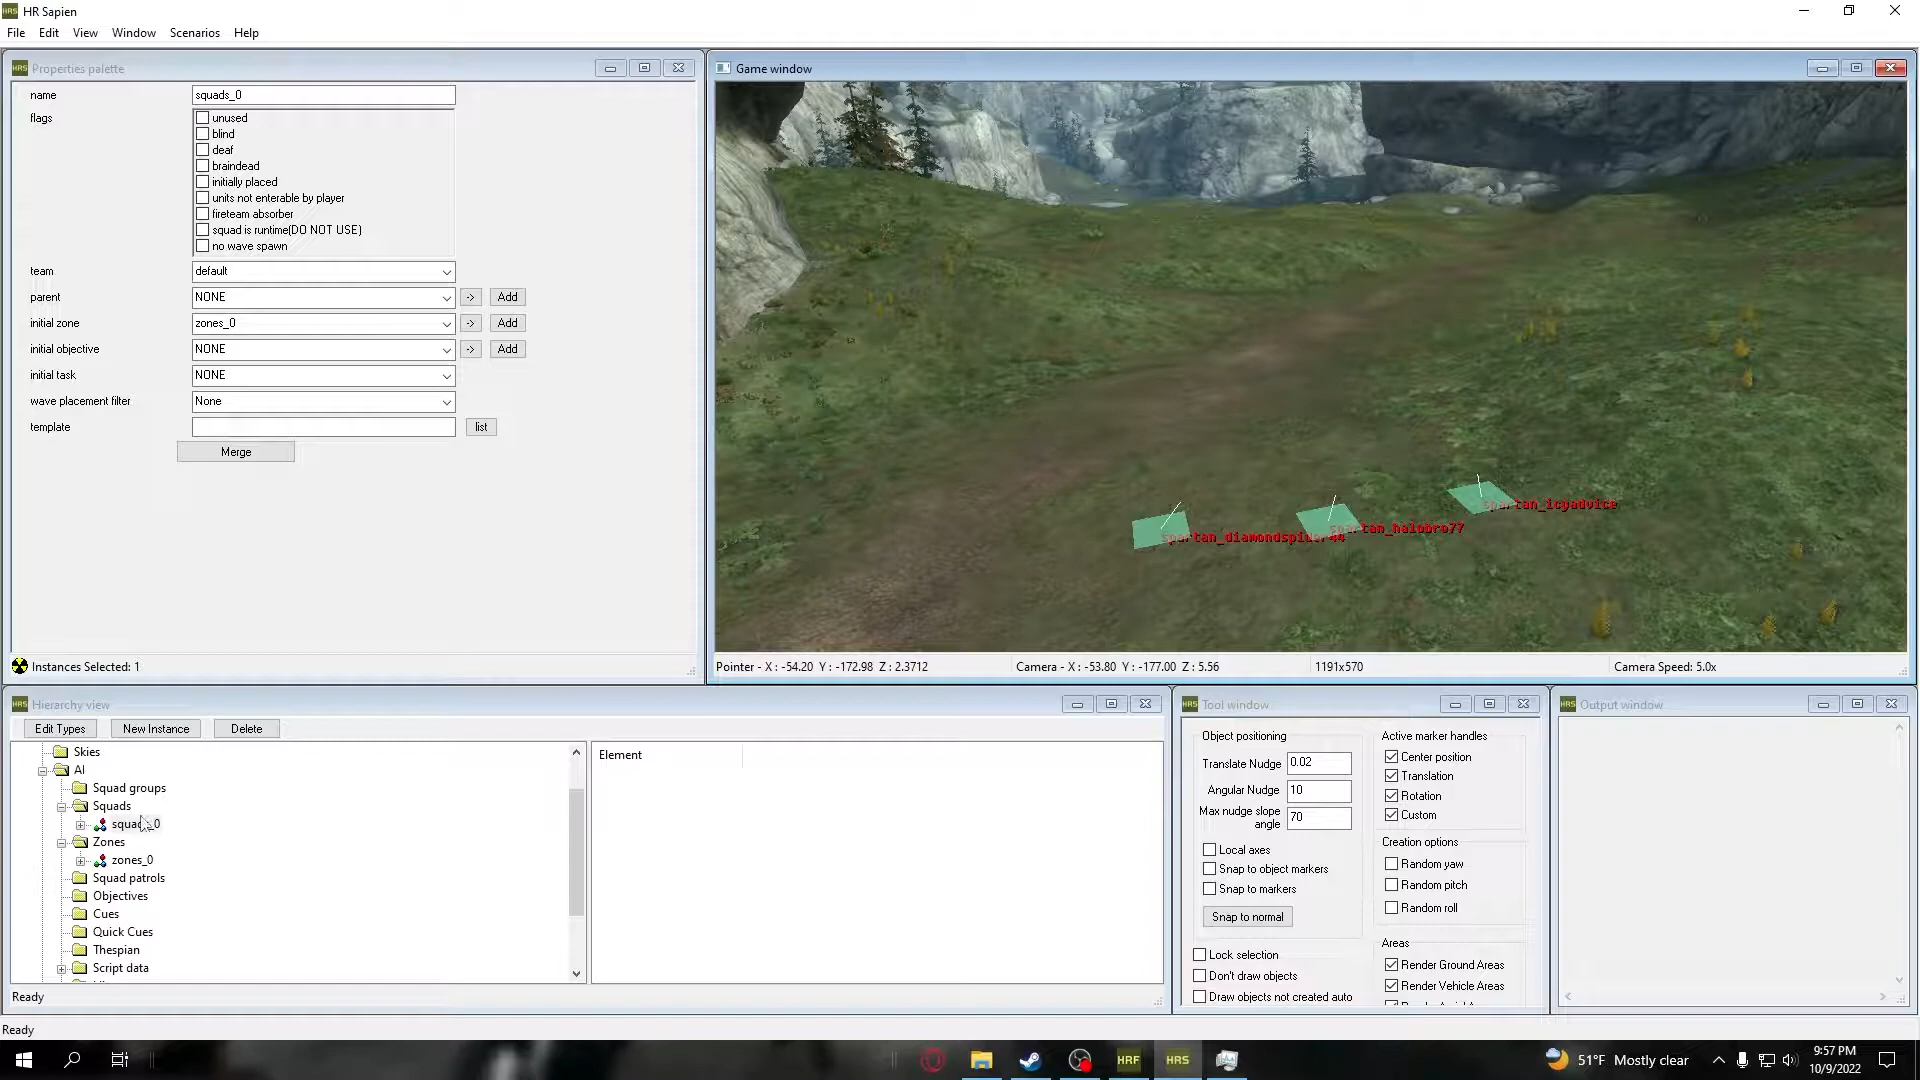 HRS HR Sapien
File Edit View Window Scenarios Help
HRS Properties palette
name squads_0
flags unused
blind
deaf
braindead
initially placed
units not enterable by player
fireteam absorber
squad is runtime(DO NOT USE)
no wave spawn
team default
parent NONE -> Add
initial zone zones_0 -> Add
initial objective NONE -> Add
initial task NONE
wave placement filter None
template list
Merge
Instances Selected: 1
Game window
spartan_icyadvice
spartan_halobro77
Pointer - X : -54.20 Y : -172.98 Z : 2.3712 Camera - X : -53.80 Y : -177.00 Z : 5.56 1191x570 Camera Speed: 5.0x
HRS Hierarchy view
Edit Types New Instance Delete
Skies
AI
Squad groups
Squads
Zones
zones_0
Squad patrols
Objectives
Cues
Quick Cues
Thespian
Script data
Element
Ready
HRS Tool window
Object positioning
Translate Nudge 0.02
Angular Nudge 10
Max nudge slope angle 70
Local axes
Snap to object markers
Snap to markers
Snap to normal
Lock selection
Don't draw objects
Draw objects not created auto
Active marker handles
Center position
Translation
Rotation
Custom
Creation options
Random yaw
Random pitch
Random roll
Areas
Render Ground Areas
Render Vehicle Areas
HRS Output window
Ready
HRF HRS
51°F Mostly clear
9:57 PM
10/9/2022